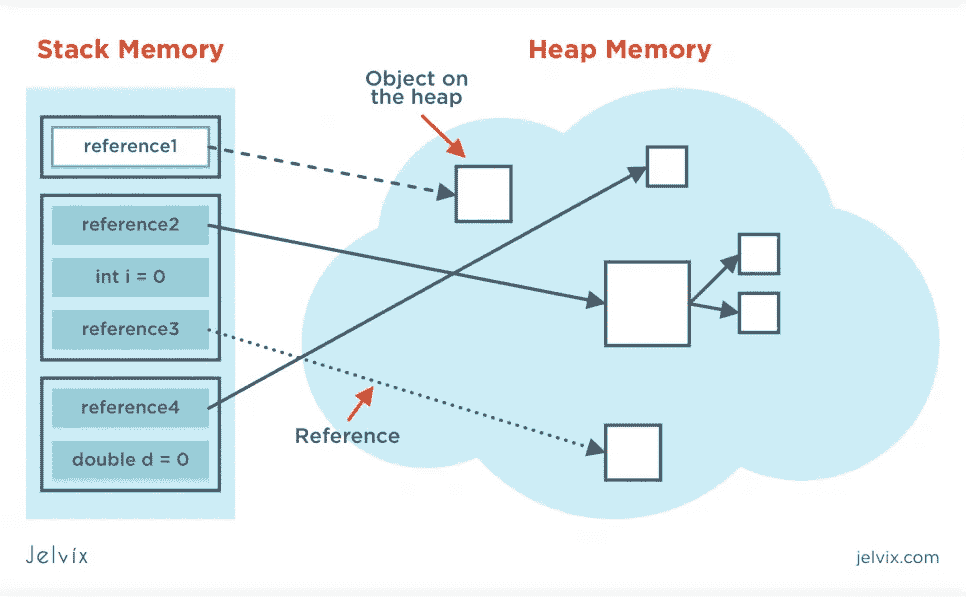 Stack Memory
Heap Memory
Object on
the heap
reference1
reference2
int i = 0
reference3
reference4
double d = 0
Reference
Jelvix
jelvix.com